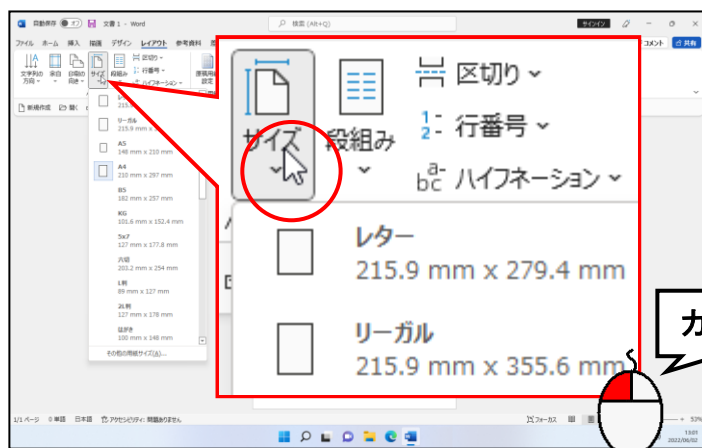 自動保存 オフ 文書 1 - Word
検索 (Alt+Q)
サインイン
ファイル ホーム 挿入 描画 デザイン レイアウト 参考資料
コメント 共有
文字列の方向 余白 印刷の向き サイズ 段組み
区切り
行番号
ハイフネーション
原稿用紙設定
新規作成 開く
215.9
リーガル
215.9 mm x
A5
148 mm x 210 mm
A4
210 mm x 297 mm
B5
182 mm x 257 mm
KG
101.6 mm x 152.4 mm
5x7
127 mm x 177.8 mm
六切
203.2 mm x 254 mm
L判
89 mm x 127 mm
2L判
127 mm x 178 mm
はがき
100 mm x 148 mm
その他の用紙サイズ(A)...
サイズ
段組み
区切り
1 2 行番号
a- bc ハイフネーション
レター
215.9 mm x 279.4 mm
リーガル
215.9 mm x 355.6 mm
カ
1/1 ページ 0 単語 日本語 アクセシビリティ: 問題ありません
フォーカス
53%
13:01
2022/06/02